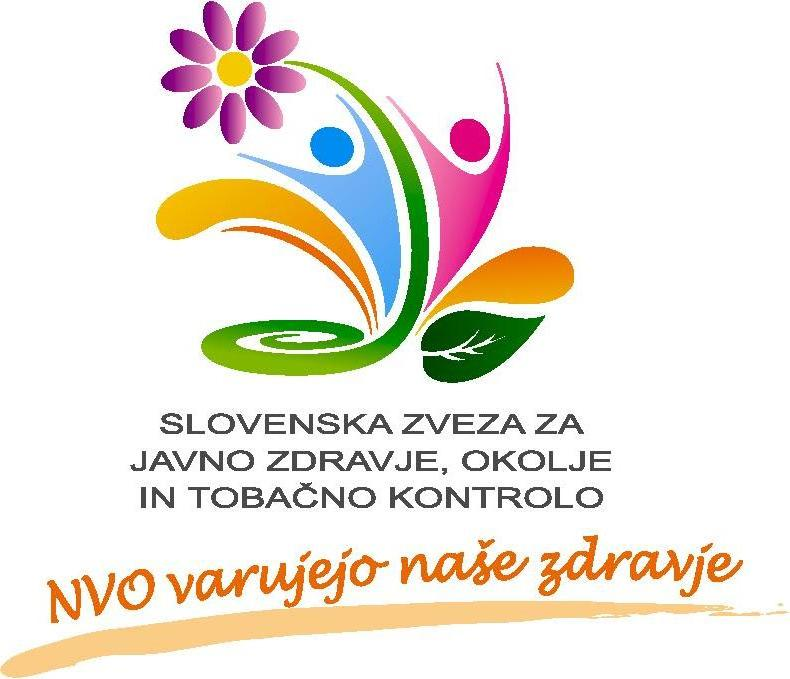 SLOVENSKA ZVEZA ZA
JAVNO ZDRAVJE, OKOLJE
IN TOBAČNO KONTROLO
NVO varujejo naše zdravje